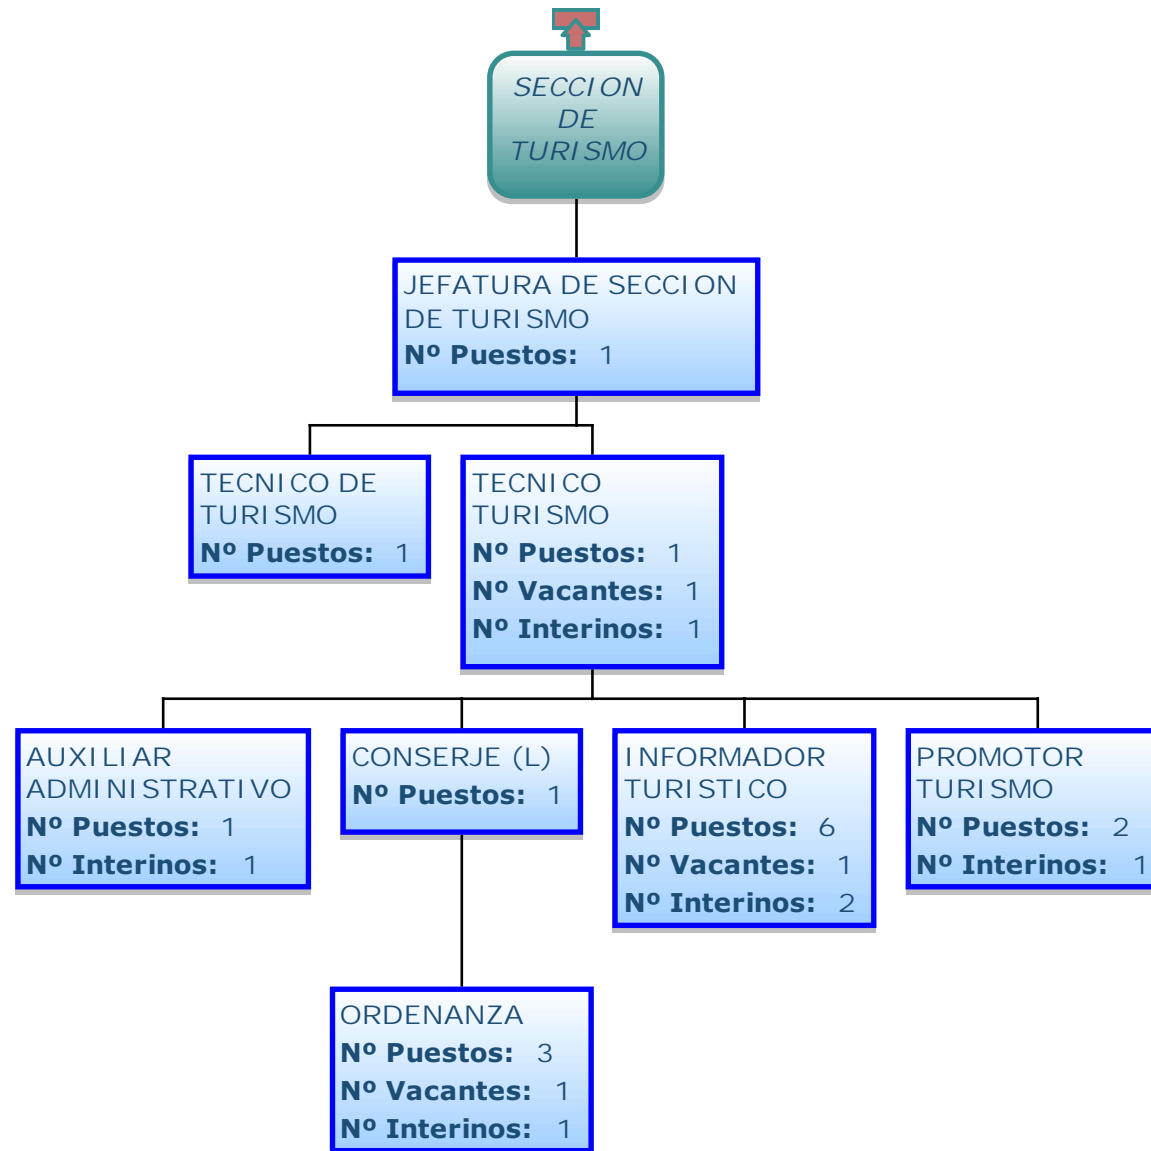 SECCION
DE
TURISMO
JEFATURA DE SECCION
DE TURISMO
Nº Puestos: 1
TECNICO DE
TURISMO
Nº Puestos: 1
TECNICO
TURISMO
Nº Puestos: 1
Nº Vacantes: 1
Nº Interinos: 1
AUXILIAR
ADMINISTRATIVO
Nº Puestos: 1
Nº Interinos: 1
CONSERJE (L)
Nº Puestos: 1
INFORMADOR
TURISTICO
Nº Puestos: 6
Nº Vacantes: 1
Nº Interinos: 2
PROMOTOR
TURISMO
Nº Puestos: 2
Nº Interinos: 1
ORDENANZA
Nº Puestos: 3
Nº Vacantes: 1
Nº Interinos: 1